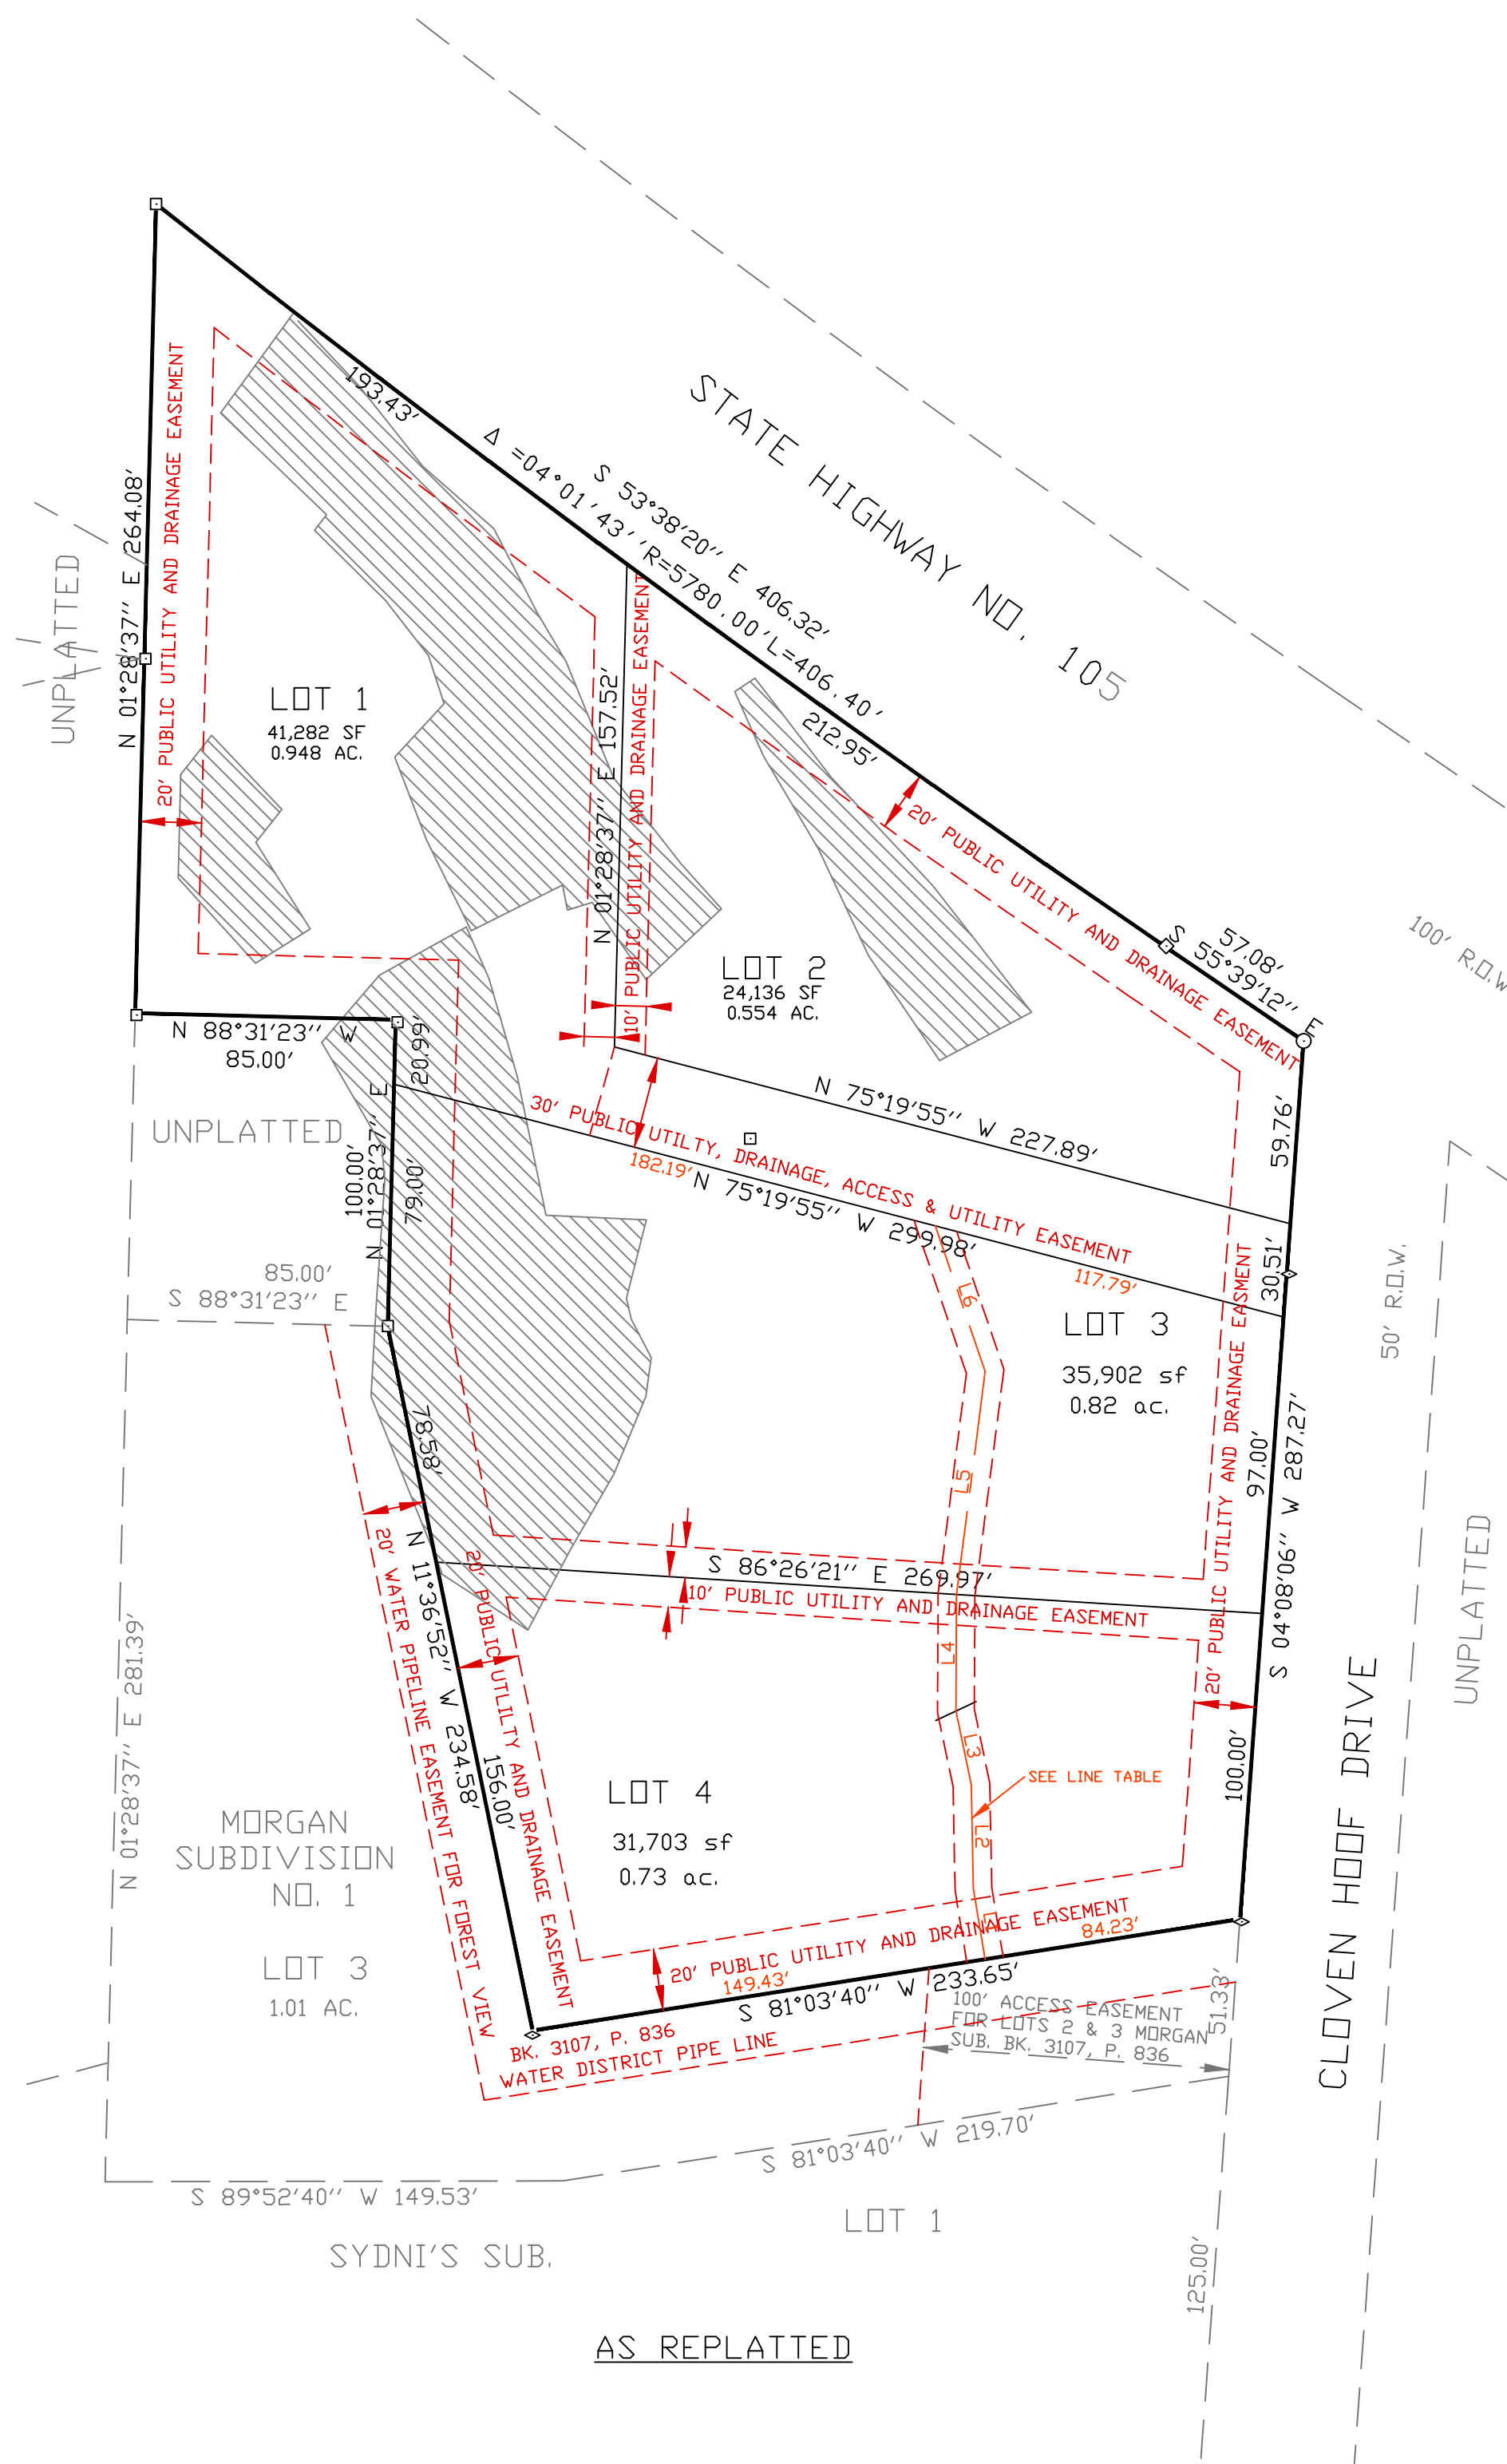 STATE HIGHWAY NO. 105
193.43'
Δ =04°01'43''R=5780.00'L=406.40'
S 53°38'20'' E 406.32'
212.95'
57.08'
S 55°39'12'' E
100' R.O.W.
N 01°28'37'' E 264.08'
20' PUBLIC UTILITY AND DRAINAGE EASEMENT
UNPLATTED
LOT 1
41,282 SF
0.948 AC.
N 01°28'37'' E 157.52'
10' PUBLIC UTILITY AND DRAINAGE EASEMENT
20' PUBLIC UTILITY AND DRAINAGE EASEMENT
LOT 2
24,136 SF
0.554 AC.
N 88°31'23'' W
85.00'
20.99'
N 01°28'37'' E
100.00'
79.00'
UNPLATTED
N 75°19'55'' W 227.89'
30' PUBLIC UTILTY, DRAINAGE, ACCESS & UTILITY EASEMENT
182.19'
N 75°19'55'' W 299.98'
117.79'
59.76'
30.51'
85.00'
S 88°31'23'' E
L6
LOT 3
35,902 sf
0.82 ac.
20' PUBLIC UTILITY AND DRAINAGE EASMENT
97.00'
S 04°08'06'' W 287.27'
50' R.O.W.
78.58'
L5
N 11°36'52'' W 234.58'
20' WATER PIPELINE EASEMENT FOR FOREST VIEW
20' PUBLIC UTLILTY AND DRAINAGE EASEMENT
156.00'
S 86°26'21'' E 269.97'
10' PUBLIC UTILITY AND DRAINAGE EASEMENT
L4
L3
SEE LINE TABLE
L2
100.00'
UNPLATTED
CLOVEN HOOF DRIVE
N 01°28'37'' E 281.39'
LOT 4
31,703 sf
0.73 ac.
MORGAN
SUBDIVISION
NO. 1
LOT 3
1.01 AC.
20' PUBLIC UTILITY AND DRAINAGE EASEMENT
149.43'
84.23'
S 81°03'40'' W 233.65'
BK. 3107, P. 836
WATER DISTRICT PIPE LINE
100' ACCESS EASEMENT
FOR LOTS 2 & 3 MORGAN
SUB. BK. 3107, P. 836
51.33'
S 81°03'40'' W 219.70'
S 89°52'40'' W 149.53'
LOT 1
SYDNI'S SUB.
125.00'
AS REPLATTED